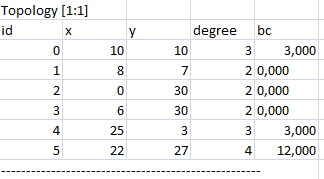 Topology [1:1]
id x y degree bc
0 10 10 3 3,000
1 8 7 2 0,000
2 0 30 2 0,000
3 6 30 2 0,000
4 25 3 3 3,000
5 22 27 4 12,000
----------------------------------------------------